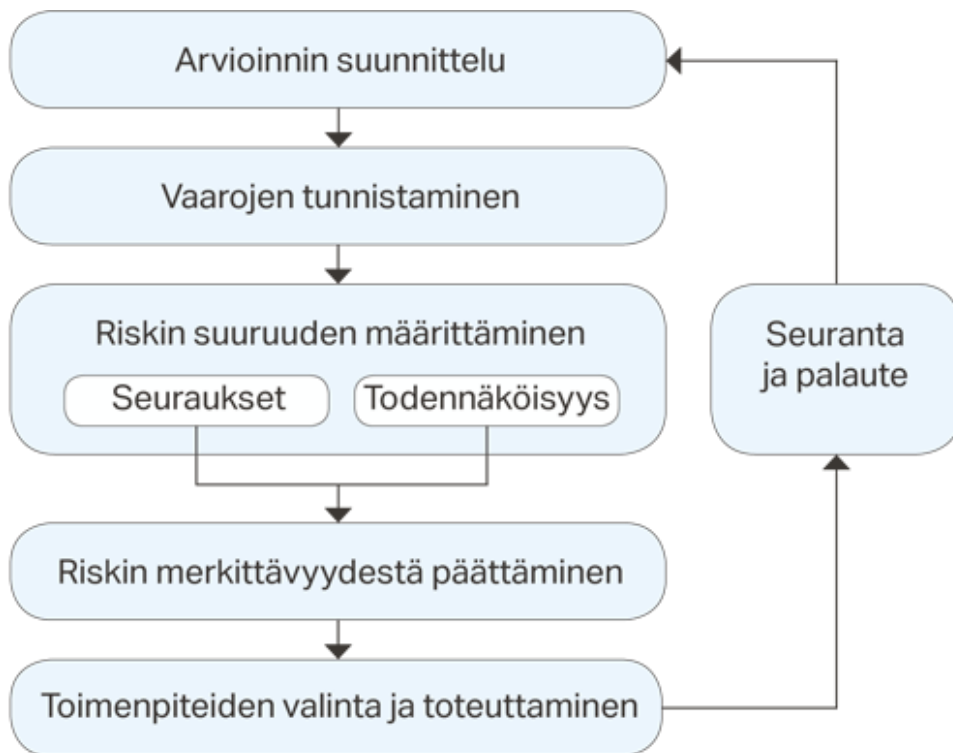 Arvioinnin suunnittelu
Vaarojen tunnistaminen
Riskin suuruuden määrittäminen
Seuraukset
Todennäköisyys
Riskin merkittävyydestä päättäminen
Toimenpiteiden valinta ja toteuttaminen
Seuranta
ja palaute